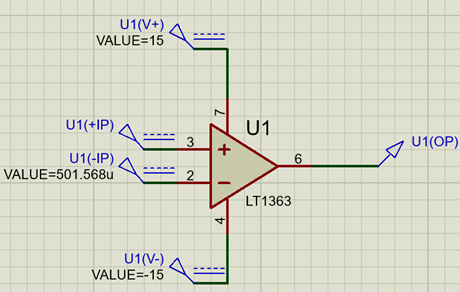 U1(V+)
VALUE=15
7
U1
U1(+IP)
3
+
6
U1(OP)
U1(-IP)
VALUE=501.568u
2
−
LT1363
4
U1(V-)
VALUE=-15